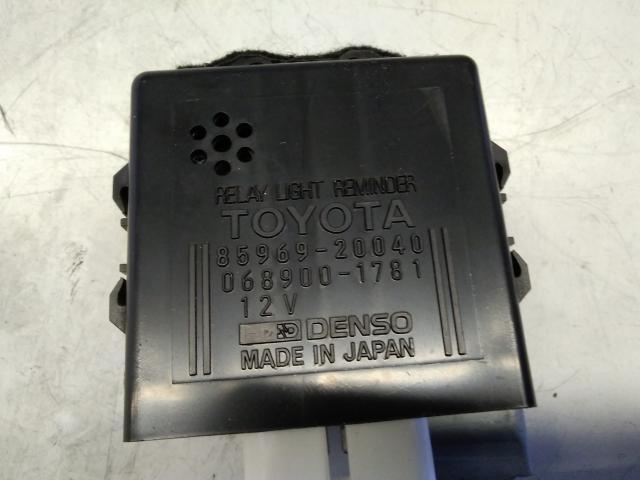 RELAY LIGHT REMINDER
TOYOTA
85969-20040
068900-1781
12V
DENSO
MADE IN JAPAN